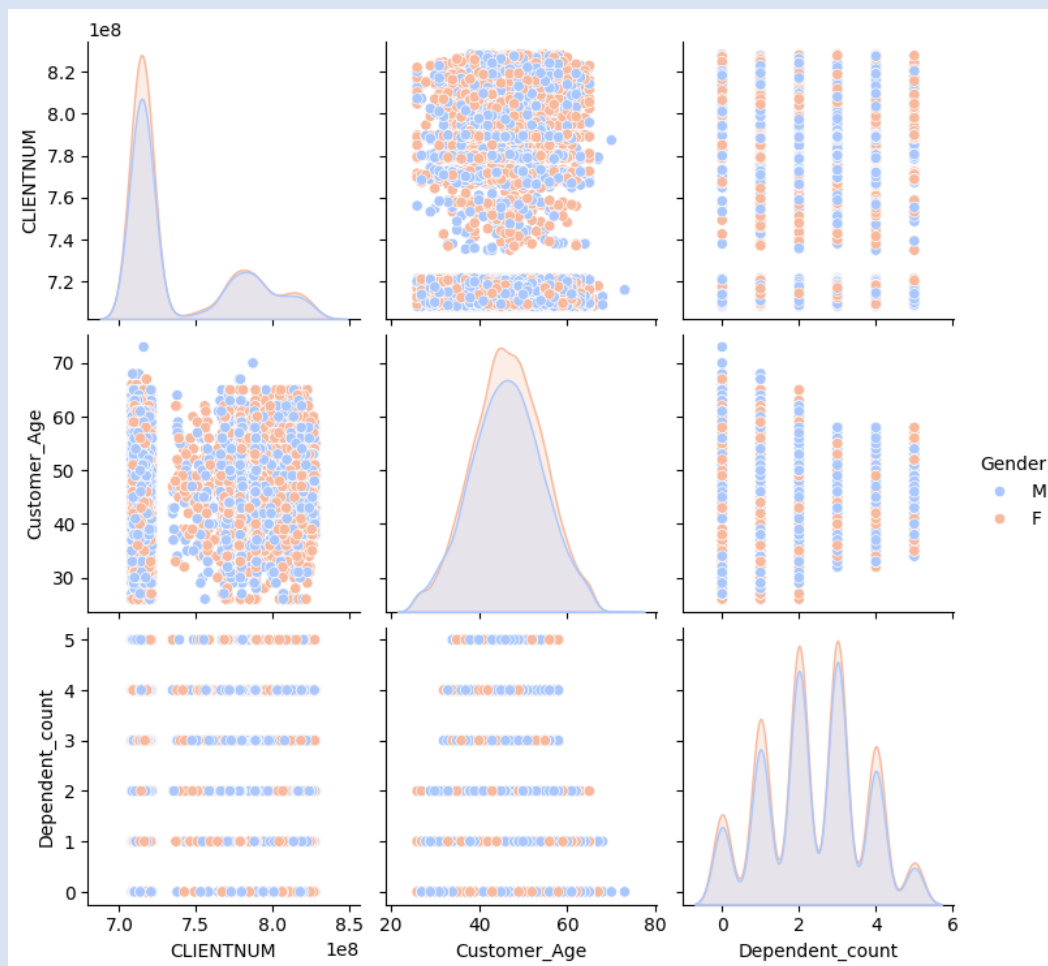 1e8
8.2
8.0
7.8
7.6
7.4
7.2
CLIENTNUM
70
60
50
40
30
Customer_Age
Gender
M
F
5
4
3
2
1
0
Dependent_count
7.0 7.5 8.0 8.5
1e8
CLIENTNUM
20 40 60 80
Customer_Age
0 2 4 6
Dependent_count